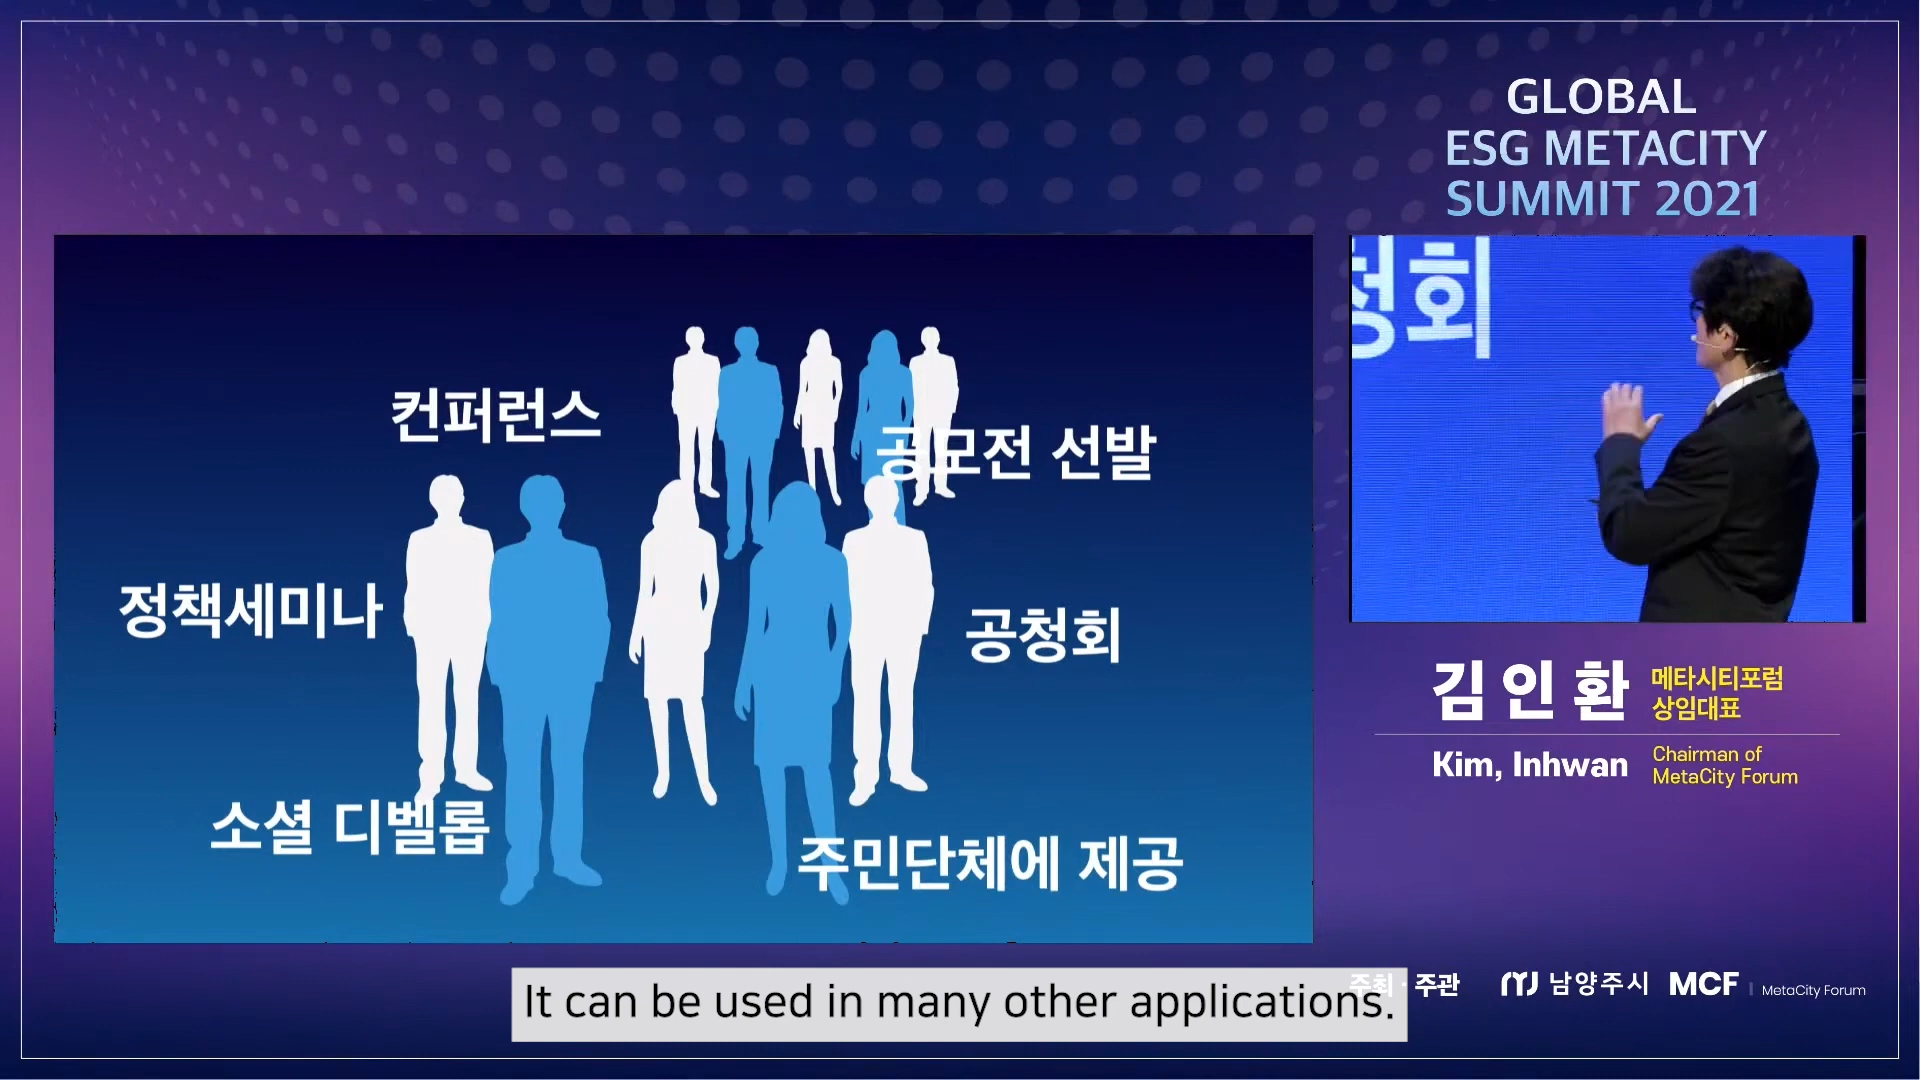 GLOBAL
ESG METACITY
SUMMIT 2021
컨퍼런스
공모전 선발
정책세미나
공청회
소셜 디벨롭
주민단체에 제공
청회
김인환
메타시티포럼
상임대표
Kim, Inhwan
Chairman of
MetaCity Forum
주최 · 주관 남양주시 MCF | MetaCity Forum
It can be used in many other applications.